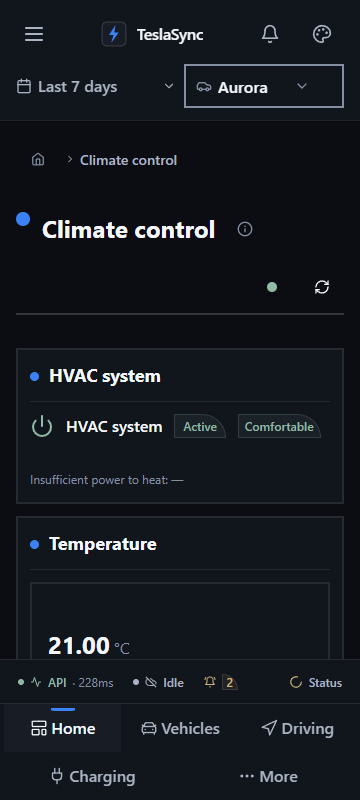 TeslaSync
Last 7 days
Aurora
Climate control
Climate control
HVAC system
HVAC system Active Comfortable
Insufficient power to heat: —
Temperature
21.00 °C
API · 228ms Idle 2 Status
Home Vehicles Driving
Charging More